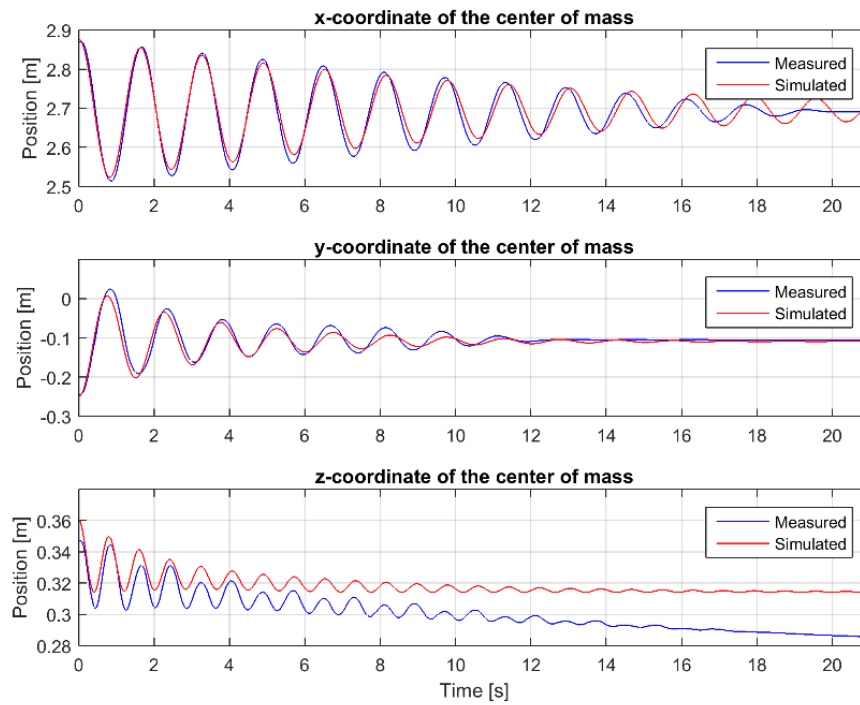 x-coordinate of the center of mass
2.9
2.8
2.7
2.6
2.5
Position [m]
Measured
Simulated
0 2 4 6 8 10 12 14 16 18 20
y-coordinate of the center of mass
0
-0.1
-0.2
-0.3
Position [m]
Measured
Simulated
0 2 4 6 8 10 12 14 16 18 20
z-coordinate of the center of mass
0.36
0.34
0.32
0.3
0.28
Position [m]
Measured
Simulated
0 2 4 6 8 10 12 14 16 18 20
Time [s]